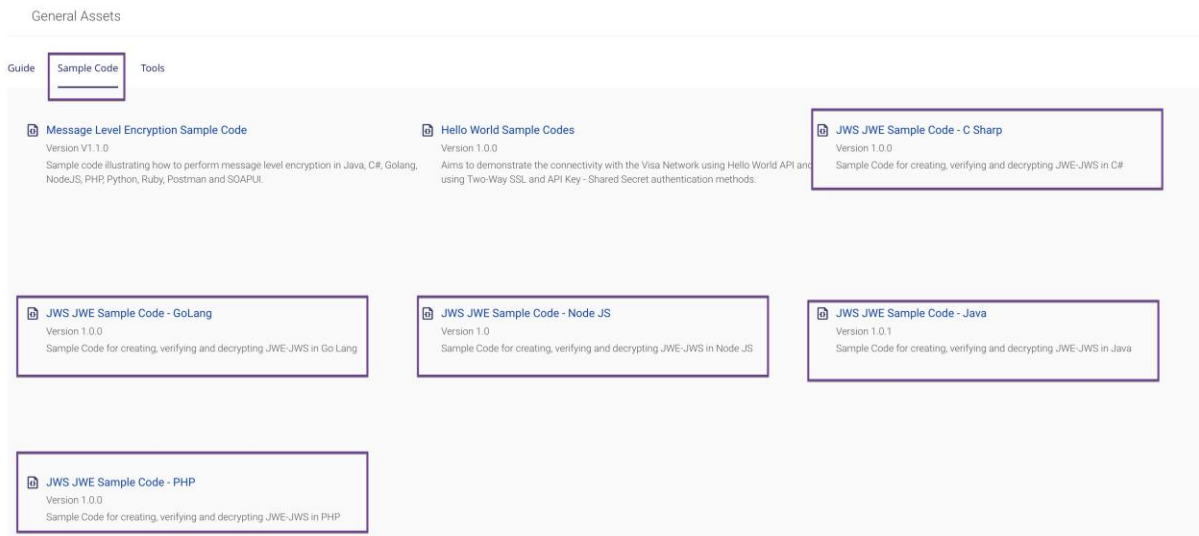 General Assets
Guide
Sample Code
Tools
Message Level Encryption Sample Code
Version V1.1.0
Sample code illustrating how to perform message level encryption in Java, C#, Golang,
NodeJS, PHP, Python, Ruby, Postman and SOAPUI.
Hello World Sample Codes
Version 1.0.0
Aims to demonstrate the connectivity with the Visa Network using Hello World API and
using Two-Way SSL and API Key - Shared Secret authentication methods.
JWS JWE Sample Code - C Sharp
Version 1.0.0
Sample Code for creating, verifying and decrypting JWE-JWS in C#
JWS JWE Sample Code - GoLang
Version 1.0.0
Sample Code for creating, verifying and decrypting JWE-JWS in Go Lang
JWS JWE Sample Code - Node JS
Version 1.0
Sample Code for creating, verifying and decrypting JWE-JWS in Node JS
JWS JWE Sample Code - Java
Version 1.0.1
Sample Code for creating, verifying and decrypting JWE-JWS in Java
JWS JWE Sample Code - PHP
Version 1.0.0
Sample Code for creating, verifying and decrypting JWE-JWS in PHP